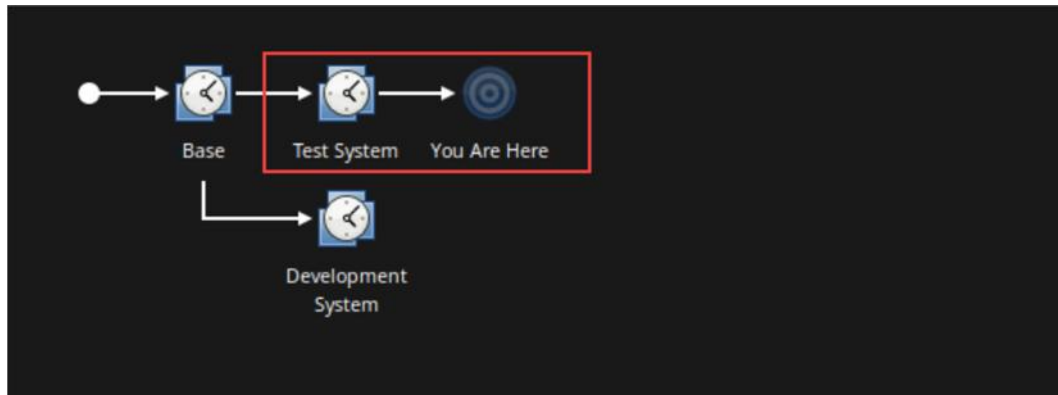 Base
Test System
You Are Here
Development
System